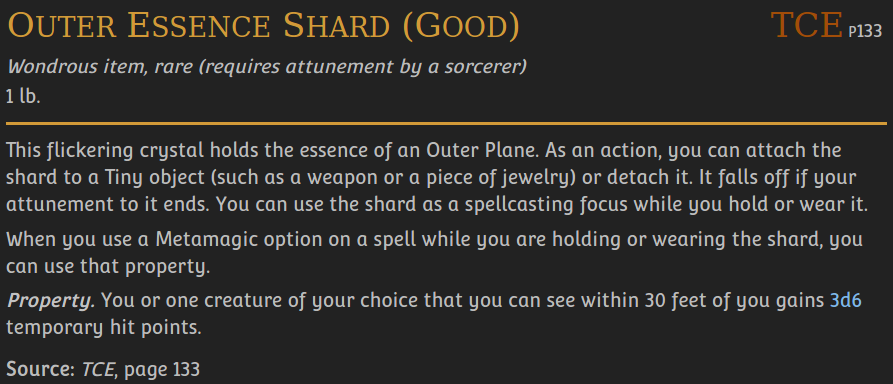 Outer Essence Shard (Good) TCE P133
Wondrous item, rare (requires attunement by a sorcerer)
1 lb.
This flickering crystal holds the essence of an Outer Plane. As an action, you can attach the
shard to a Tiny object (such as a weapon or a piece of jewelry) or detach it. It falls off if your
attunement to it ends. You can use the shard as a spellcasting focus while you hold or wear it.
When you use a Metamagic option on a spell while you are holding or wearing the shard, you
can use that property.
Property. You or one creature of your choice that you can see within 30 feet of you gains 3d6
temporary hit points.
Source: TCE, page 133